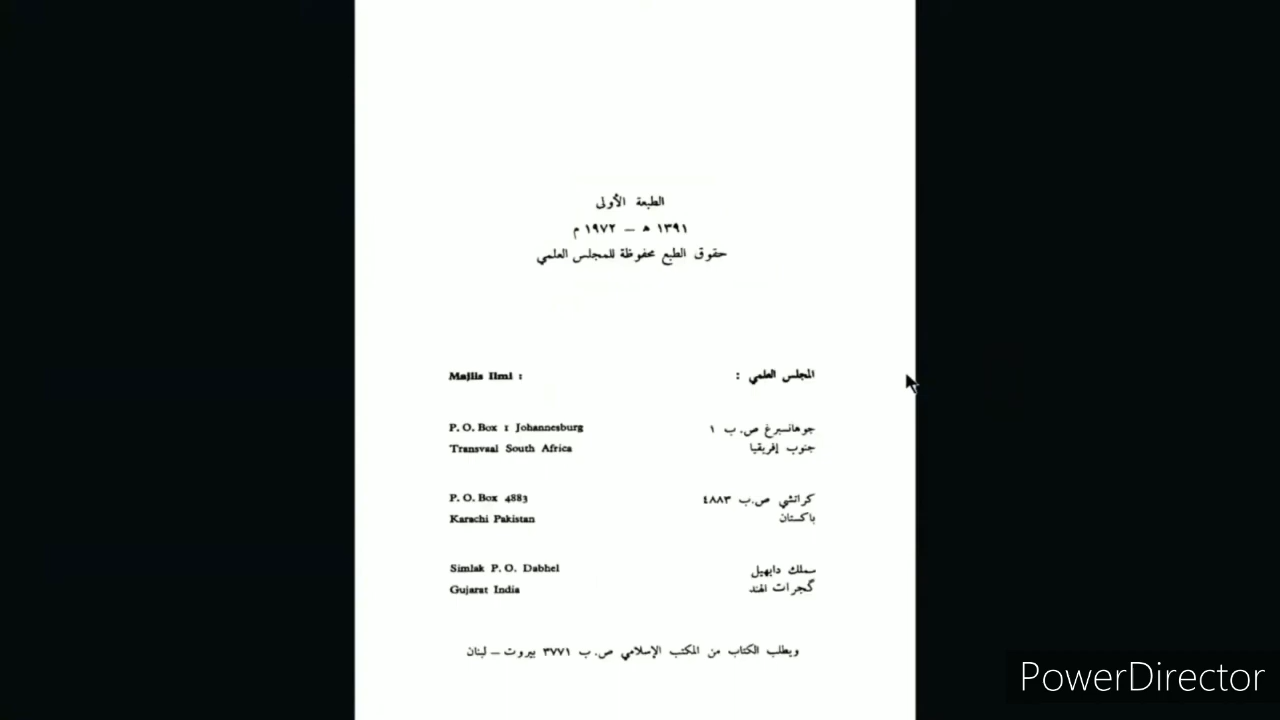 الطبعة الأولى
١٣٩١ هـ — ١٩٧٢ م
حقوق الطبع محفوظة للمجلس العلمي
Majlis Ilmi :
المجلس العلمي :
P. O. Box 1 Johannesburg
جوهانسبرغ ص. ب ١
Transvaal South Africa
جنوب إفريقيا
P. O. Box 4883
كراتشي ص.ب ٤٨٨٣
Karachi Pakistan
باكستان
Simlak P. O. Dabhel
سملك دابهيل
Gujarat India
گجرات الهند
ويطلب الكتاب من المكتب الإسلامي ص. ب ٣٧٧١ بيروت — لبنان
PowerDirector